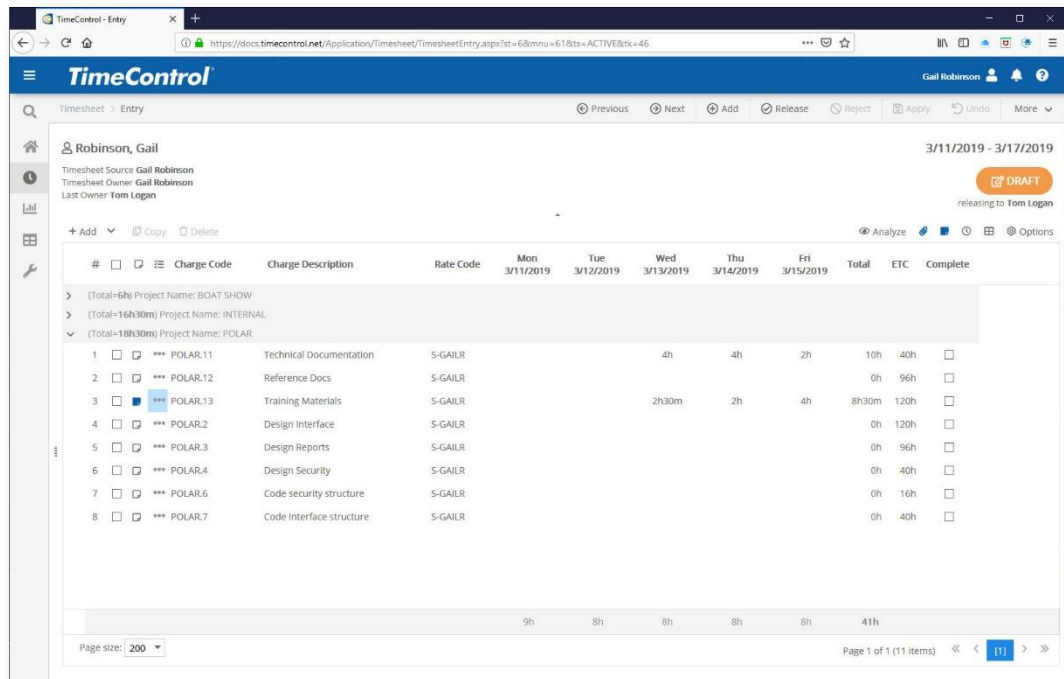 TimeControl - Entry
https://docs.timecontrol.net/Application/Timesheet/TimesheetEntry.aspx?st=6&mnu=61&ts=ACTIVE&tk=46
TimeControl
Gail Robinson
Timesheet > Entry
Previous Next Add Release Reject Apply Undo More
Robinson, Gail
3/11/2019 - 3/17/2019
Timesheet Source Gail Robinson
Timesheet Owner Gail Robinson
Last Owner Tom Logan
DRAFT
releasing to Tom Logan
+ Add Copy Delete
Analyze Options
# Charge Code Charge Description Rate Code Mon 3/11/2019 Tue 3/12/2019 Wed 3/13/2019 Thu 3/14/2019 Fri 3/15/2019 Total ETC Complete
(Total=6h) Project Name: BOAT SHOW
(Total=16h30m) Project Name: INTERNAL
(Total=18h30m) Project Name: POLAR
1 POLAR.11 Technical Documentation S-GAILR 4h 4h 2h 10h 40h
2 POLAR.12 Reference Docs S-GAILR 0h 96h
3 POLAR.13 Training Materials S-GAILR 2h30m 2h 4h 8h30m 120h
4 POLAR.2 Design Interface S-GAILR 0h 120h
5 POLAR.3 Design Reports S-GAILR 0h 96h
6 POLAR.4 Design Security S-GAILR 0h 40h
7 POLAR.6 Code security structure S-GAILR 0h 16h
8 POLAR.7 Code Interface structure S-GAILR 0h 40h
9h 8h 8h 8h 8h 41h
Page size: 200
Page 1 of 1 (11 items) [1]